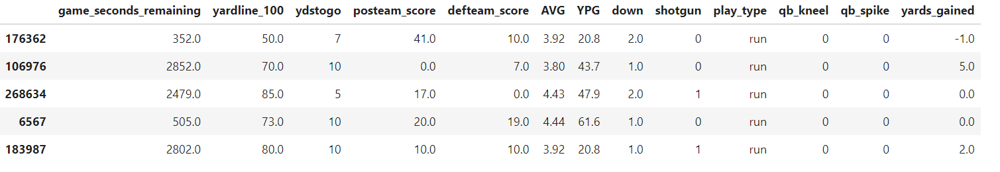 game_seconds_remaining yardline_100 ydstogo posteam_score defteam_score AVG YPG down shotgun play_type qb_kneel qb_spike yards_gained
176362 352.0 50.0 7 41.0 10.0 3.92 20.8 2.0 0 run 0 0 -1.0
106976 2852.0 70.0 10 0.0 7.0 3.80 43.7 1.0 0 run 0 0 5.0
268634 2479.0 85.0 5 17.0 0.0 4.43 47.9 2.0 1 run 0 0 0.0
6567 505.0 73.0 10 20.0 19.0 4.44 61.6 1.0 0 run 0 0 0.0
183987 2802.0 80.0 10 10.0 10.0 3.92 20.8 1.0 1 run 0 0 2.0